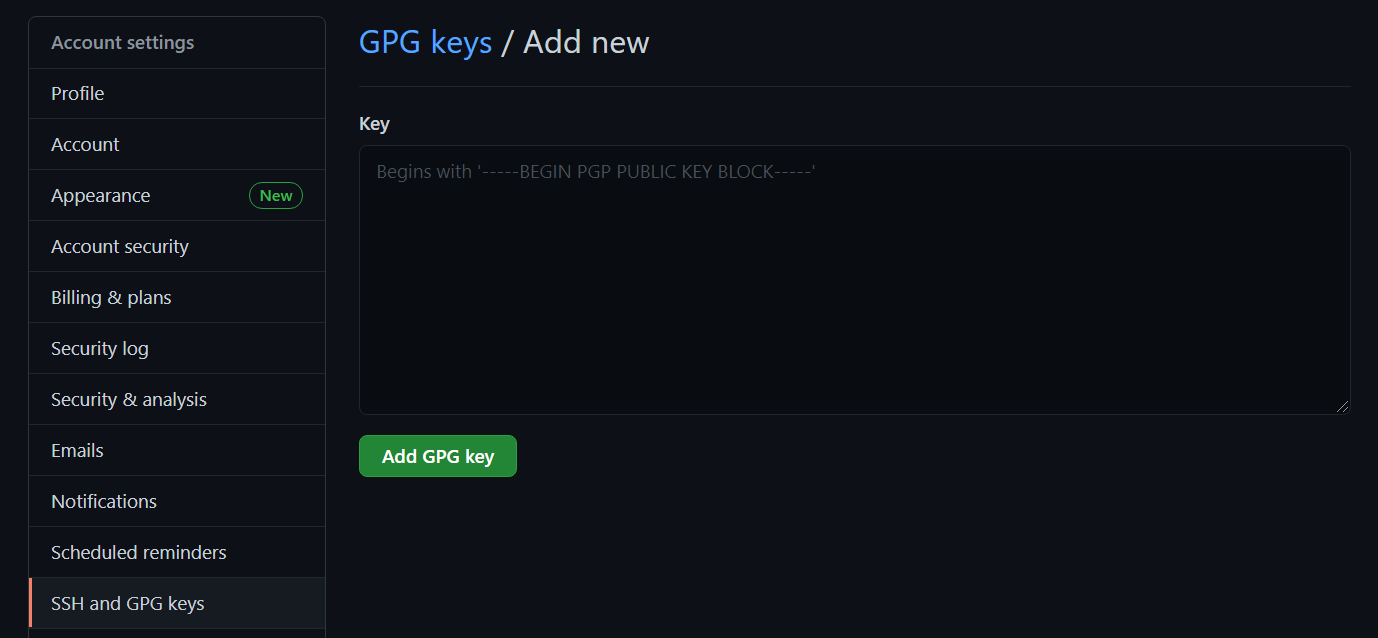 Account settings
Profile
Account
Appearance New
Account security
Billing & plans
Security log
Security & analysis
Emails
Notifications
Scheduled reminders
SSH and GPG keys
GPG keys / Add new
Key
Begins with '-----BEGIN PGP PUBLIC KEY BLOCK-----'
Add GPG key